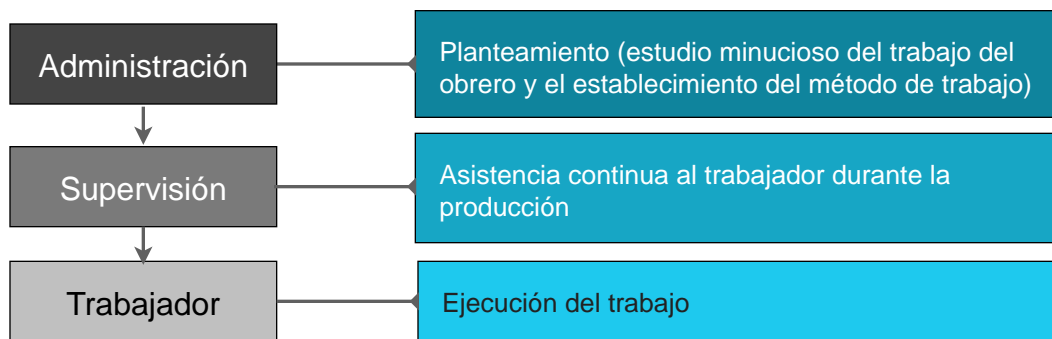 Administración
Planteamiento (estudio minucioso del trabajo del
obrero y el establecimiento del método de trabajo)
Supervisión
Asistencia continua al trabajador durante la
producción
Trabajador
Ejecución del trabajo